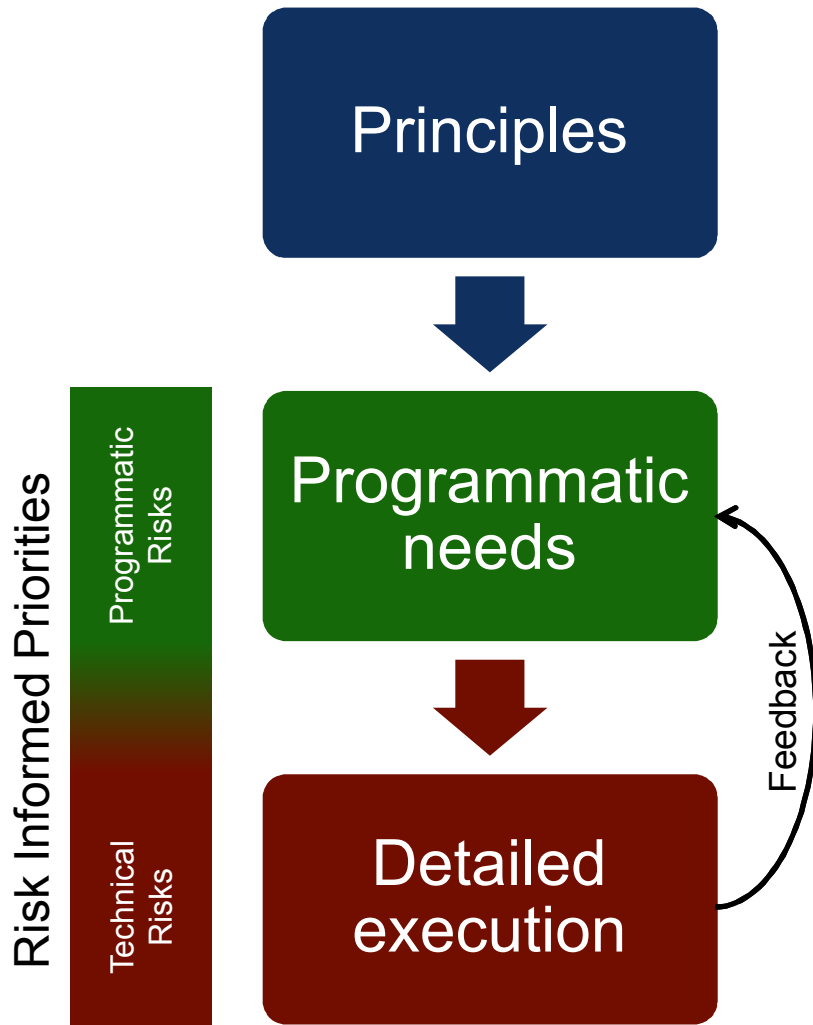 Principles
Risk Informed Priorities
Programmatic
Risks
Programmatic
needs
Feedback
Technical
Risks
Detailed
execution